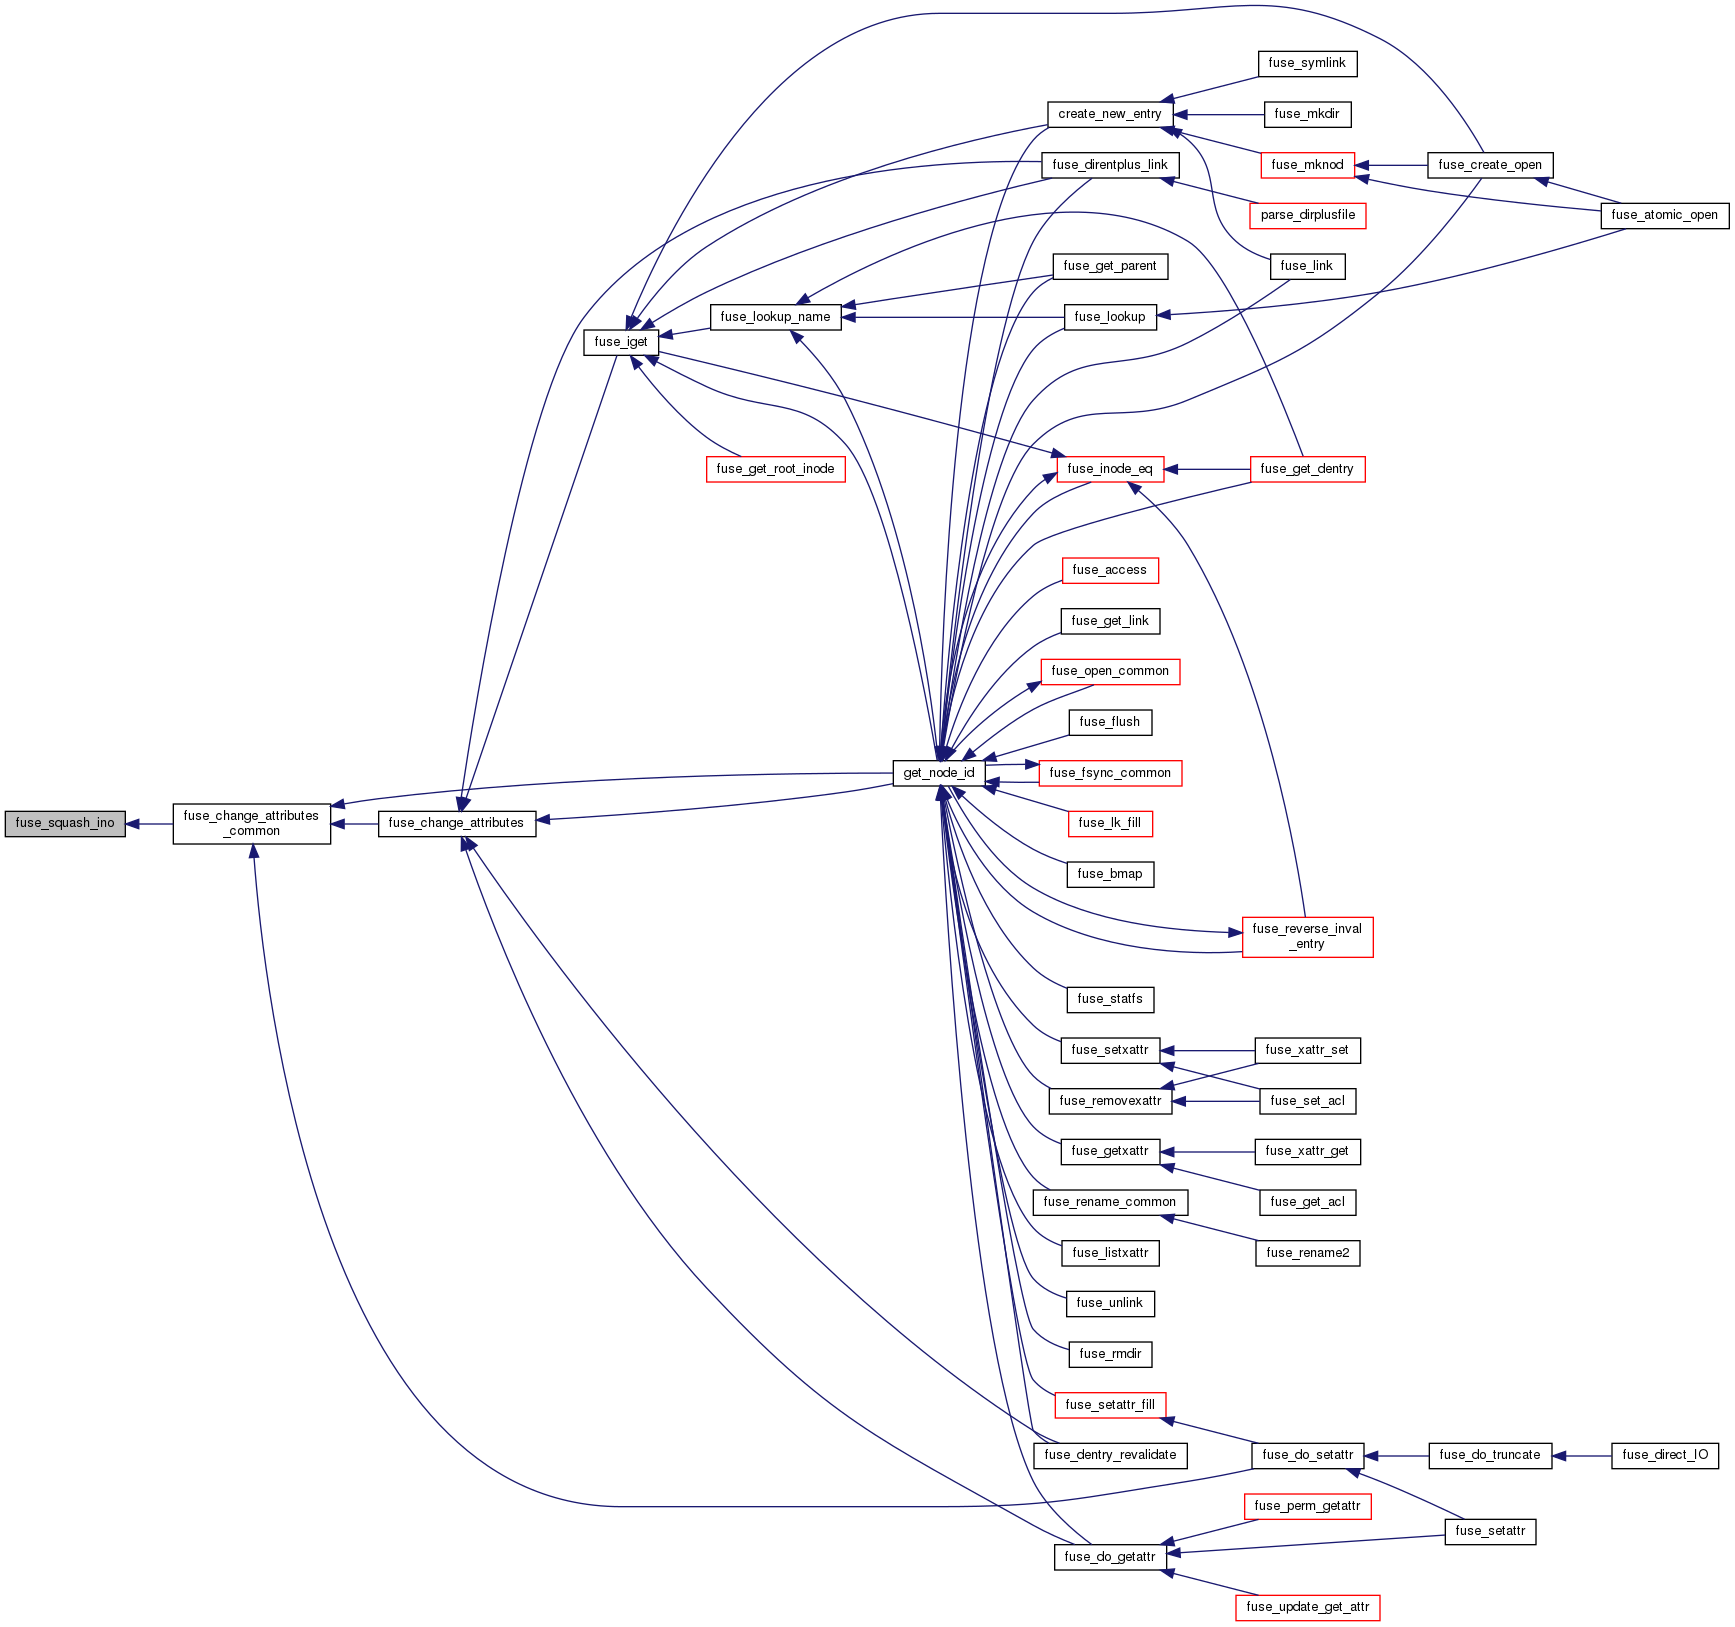 fuse_symlink
create_new_entry
fuse_mkdir
fuse_direntplus_link
fuse_mknod
fuse_create_open
parse_dirplusfile
fuse_atomic_open
fuse_get_parent
fuse_link
fuse_lookup_name
fuse_lookup
fuse_iget
fuse_get_root_inode
fuse_inode_eq
fuse_get_dentry
fuse_access
fuse_get_link
fuse_open_common
fuse_flush
get_node_id
fuse_fsync_common
fuse_squash_ino
fuse_change_attributes
_common
fuse_change_attributes
fuse_lk_fill
fuse_bmap
fuse_reverse_inval
_entry
fuse_statfs
fuse_setxattr
fuse_xattr_set
fuse_removexattr
fuse_set_acl
fuse_getxattr
fuse_xattr_get
fuse_rename_common
fuse_get_acl
fuse_listxattr
fuse_rename2
fuse_unlink
fuse_rmdir
fuse_setattr_fill
fuse_dentry_revalidate
fuse_do_setattr
fuse_do_truncate
fuse_direct_IO
fuse_perm_getattr
fuse_setattr
fuse_do_getattr
fuse_update_get_attr